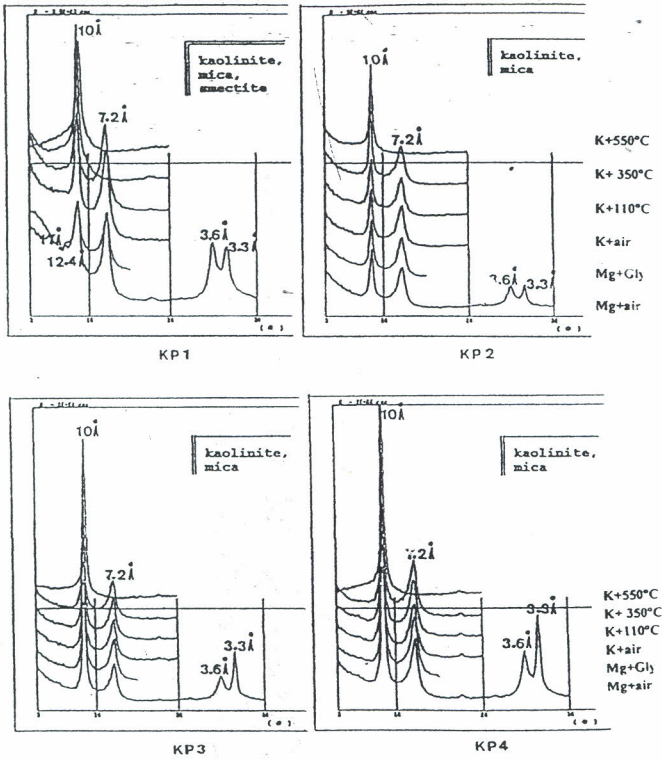 10Å
kaolinite,
mica,
smectite
7.2Å
17Å
12.4Å
3.6Å
3.3Å
KP1
10Å
kaolinite,
mica
7.2Å
3.6Å
3.3Å
K+550°C
K+ 350°C
K+110°C
K+air
Mg+Gly
Mg+air
KP2
10Å
kaolinite,
mica
7.2Å
3.6Å
3.3Å
KP3
10Å
kaolinite,
mica
7.2Å
3.3Å
3.6Å
K+550°C
K+ 350°C
K+110°C
K+air
Mg+Gly
Mg+air
KP4